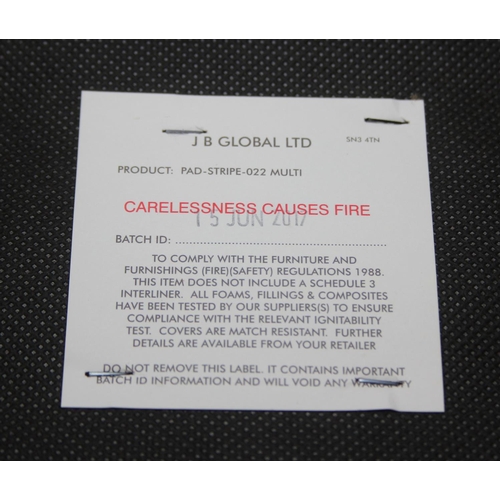 J B GLOBAL LTD
SN3 4TN
PRODUCT: PAD-STRIPE-022 MULTI
CARELESSNESS CAUSES FIRE
15 JUN 2017
BATCH ID: ..........................................................
TO COMPLY WITH THE FURNITURE AND
FURNISHINGS (FIRE)(SAFETY) REGULATIONS 1988.
THIS ITEM DOES NOT INCLUDE A SCHEDULE 3
INTERLINER. ALL FOAMS, FILLINGS & COMPOSITES
HAVE BEEN TESTED BY OUR SUPPLIERS(S) TO ENSURE
COMPLIANCE WITH THE RELEVANT IGNITABILITY
TEST. COVERS ARE MATCH RESISTANT. FURTHER
DETAILS ARE AVAILABLE FROM YOUR RETAILER
DO NOT REMOVE THIS LABEL. IT CONTAINS IMPORTANT
BATCH ID INFORMATION AND WILL VOID ANY WARRANTY